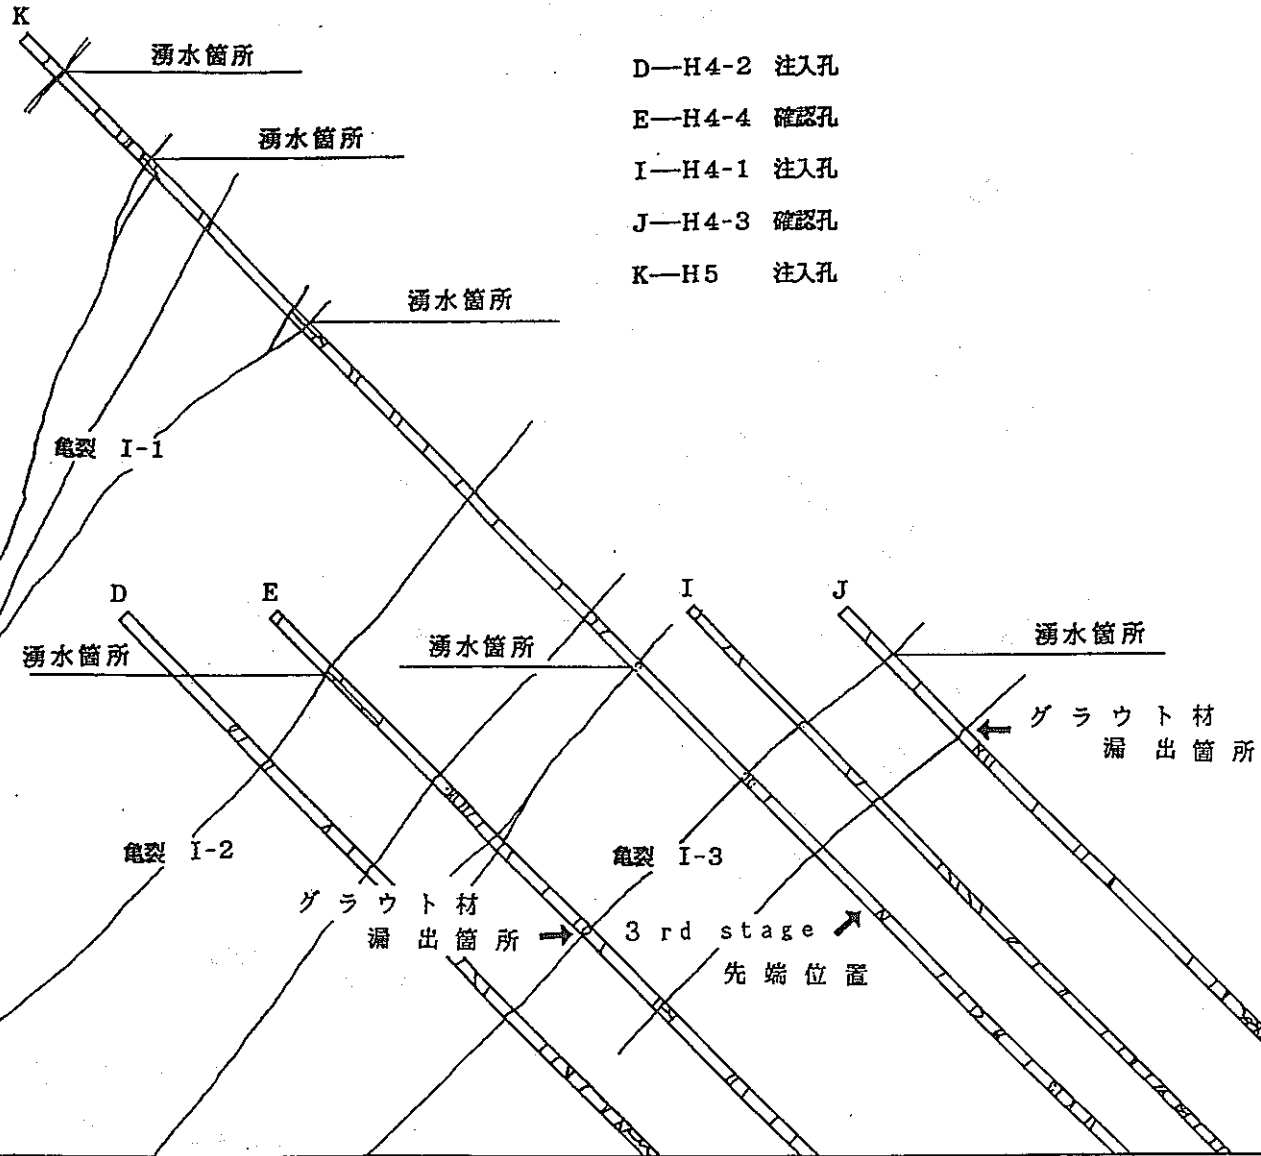 K
湧水箇所
D—H4-2 注入孔
E—H4-4 確認孔
I—H4-1 注入孔
J—H4-3 確認孔
K—H5 注入孔
湧水箇所
湧水箇所
亀裂 I-1
D
E
I
J
湧水箇所
湧水箇所
湧水箇所
グラウト材
漏出箇所
亀裂 I-2
亀裂 I-3
グラウト材
漏出箇所
3rd stage
先端位置